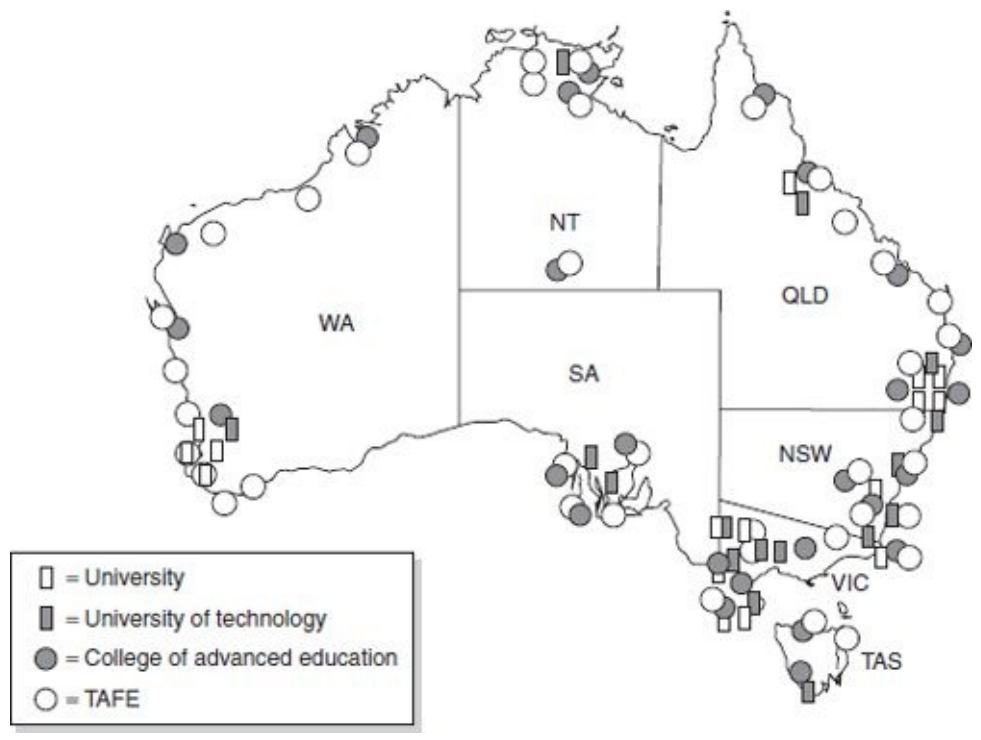 NT
QLD
WA
SA
NSW
VIC
TAS
= University
= University of technology
= College of advanced education
= TAFE